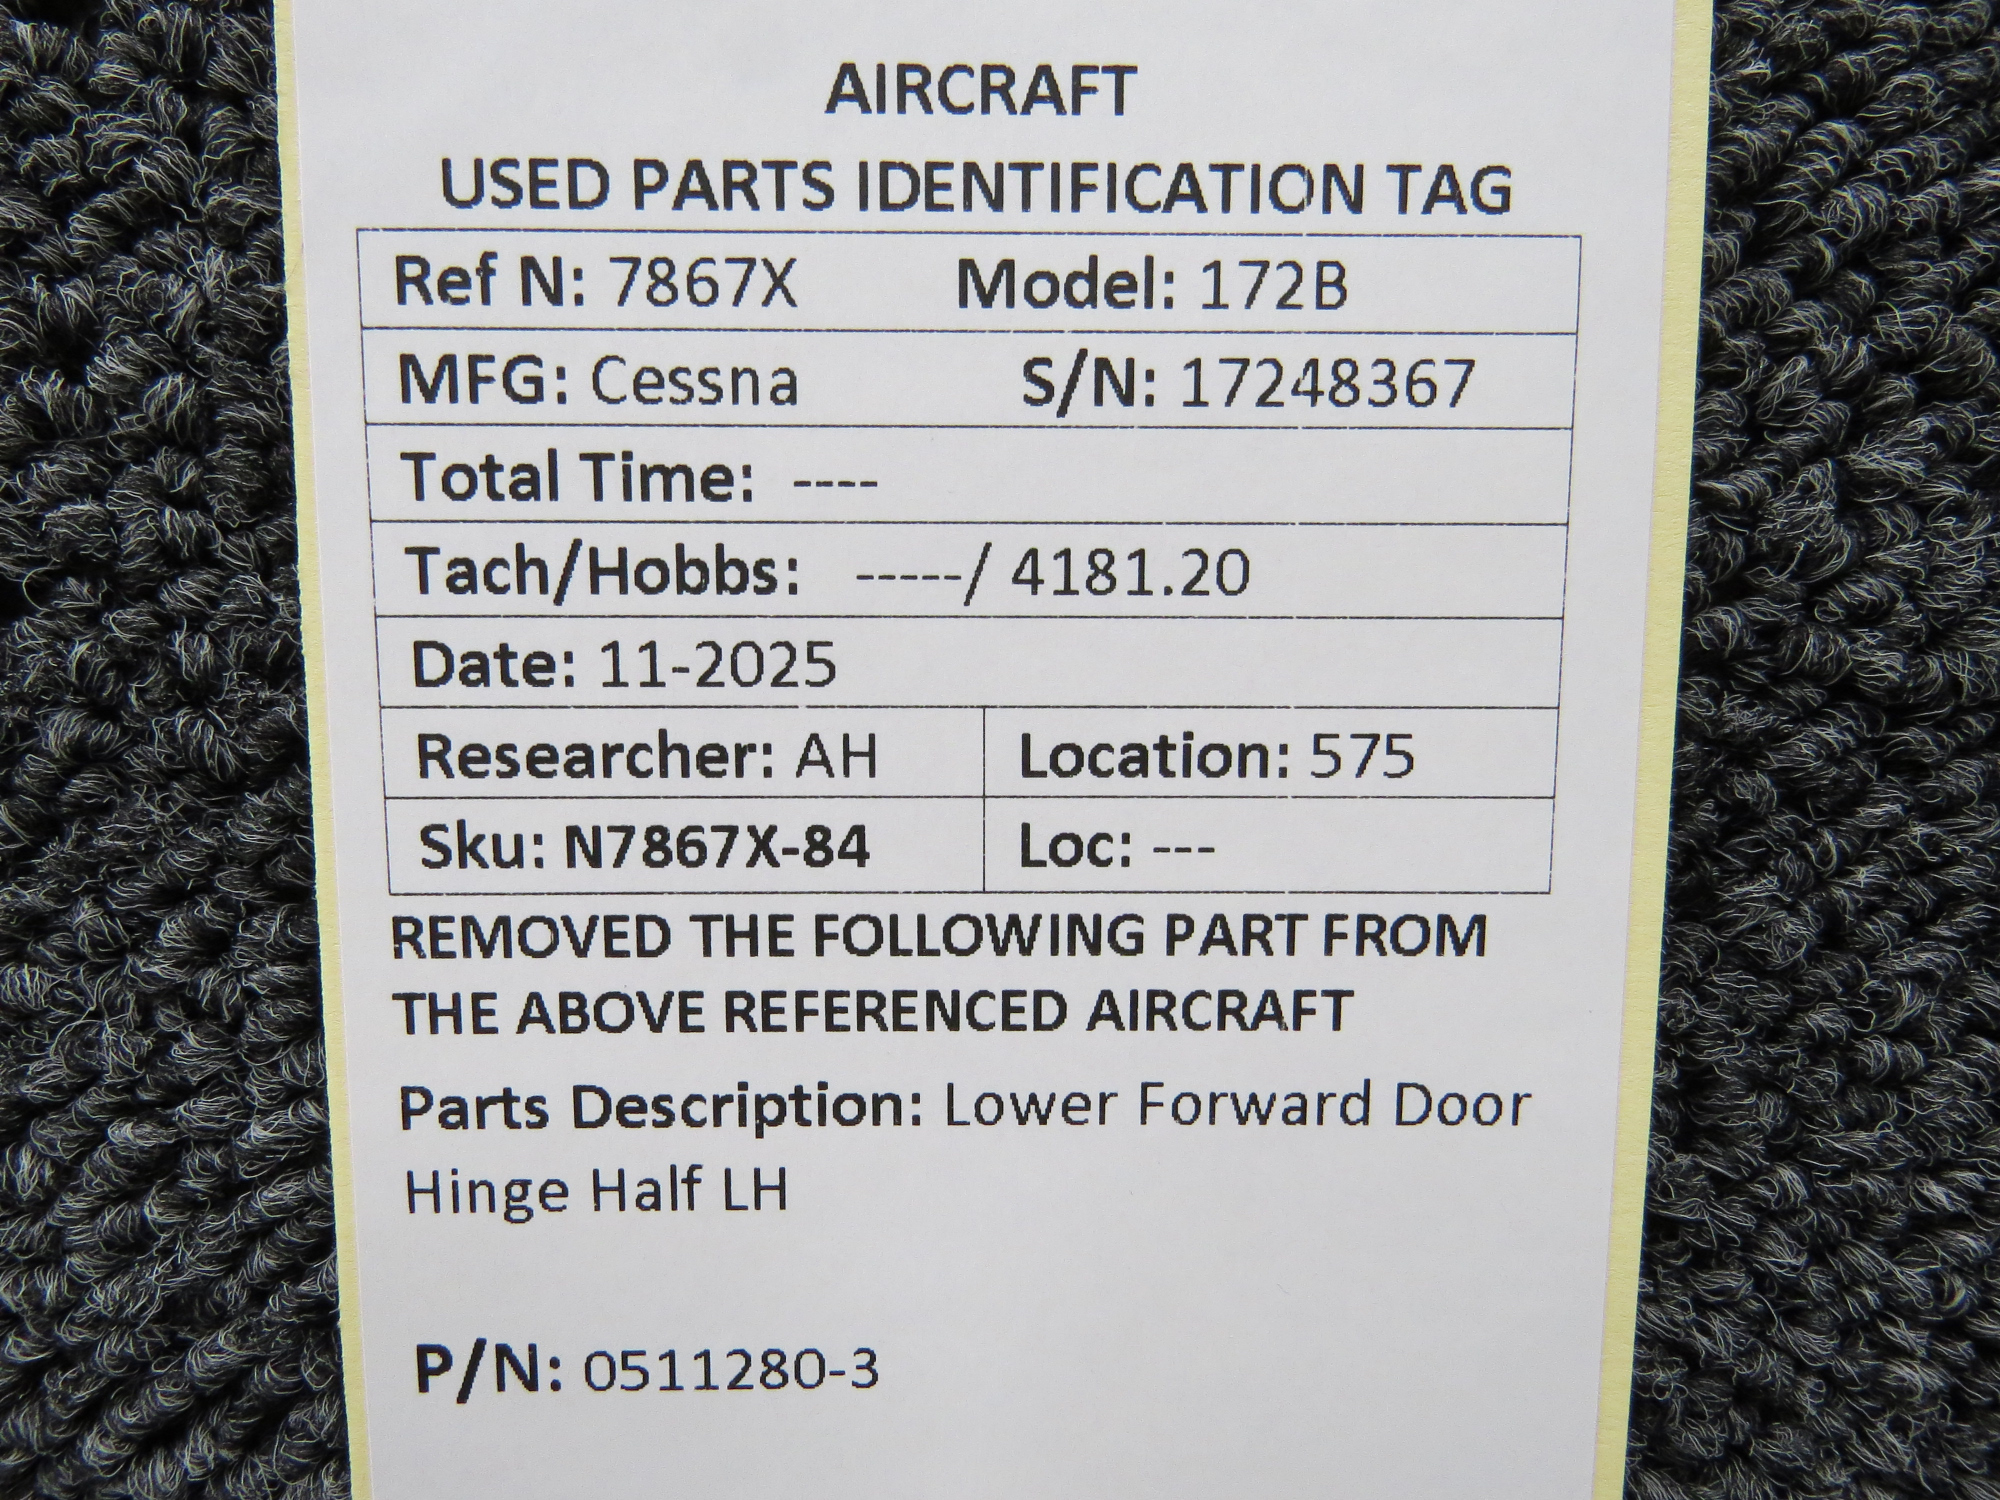 AIRCRAFT
USED PARTS IDENTIFICATION TAG
Ref N: 7867X Model: 172B
MFG: Cessna S/N: 17248367
Total Time: ----
Tach/Hobbs: -----/ 4181.20
Date: 11-2025
Researcher: AH Location: 575
Sku: N7867X-84 Loc: ---
REMOVED THE FOLLOWING PART FROM
THE ABOVE REFERENCED AIRCRAFT
Parts Description: Lower Forward Door
Hinge Half LH
P/N: 0511280-3